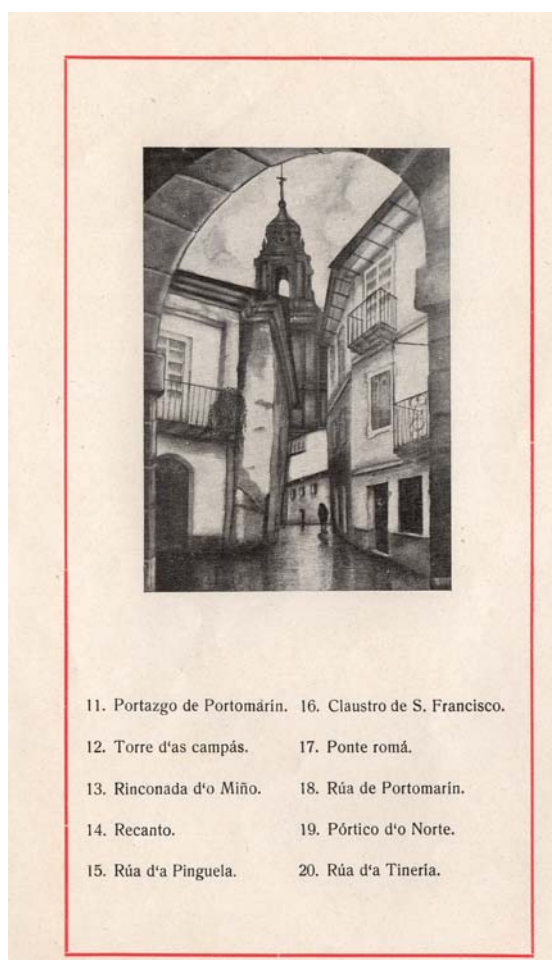 11. Portazgo de Portomárin.
12. Torre d‘as campás.
13. Rinconada d‘o Miño.
14. Recanto.
15. Rúa d‘a Pinguela.
16. Claustro de S. Francisco.
17. Ponte romá.
18. Rúa de Portomarín.
19. Pórtico d‘o Norte.
20. Rúa d‘a Tinería.